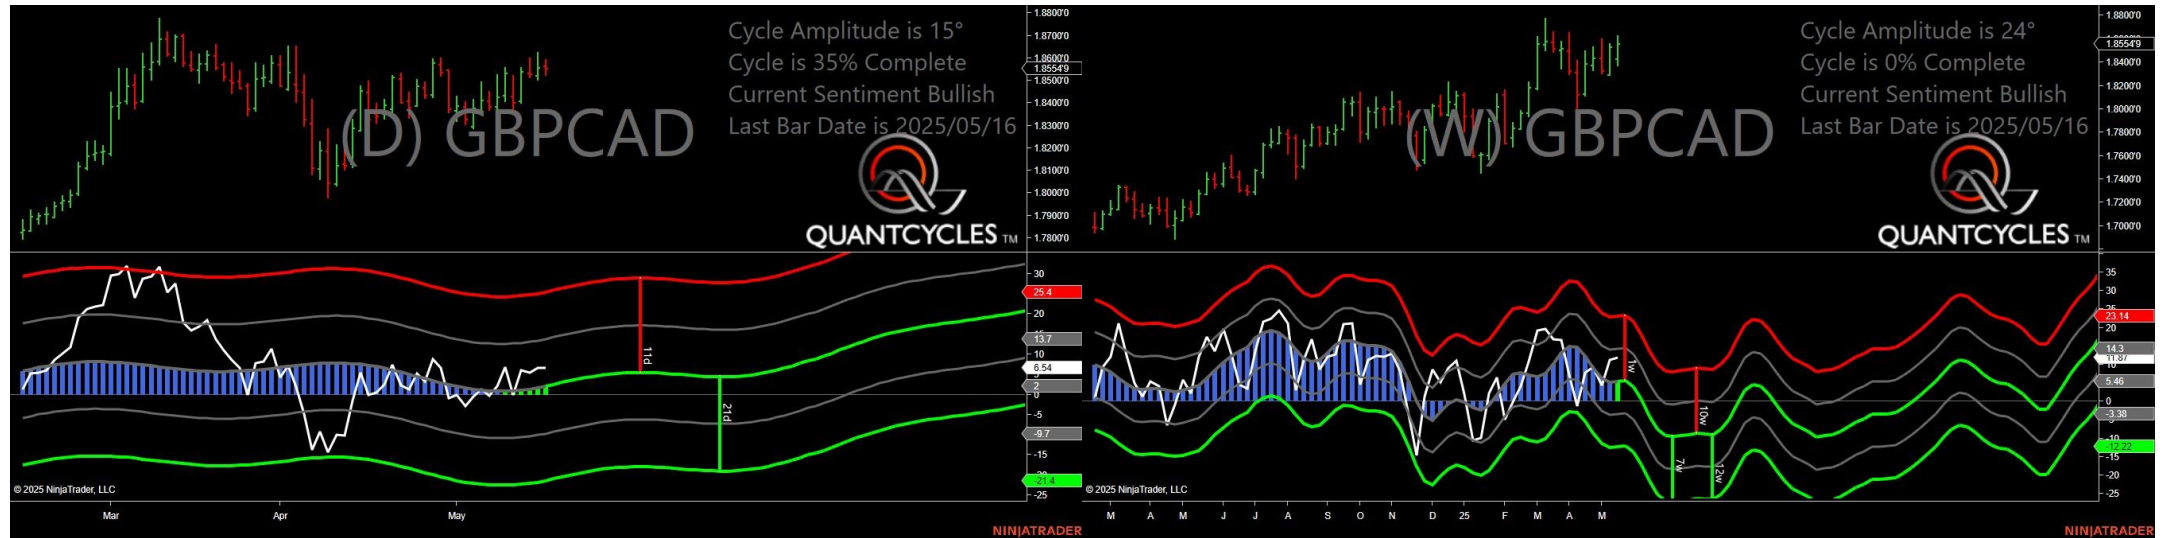 Cycle Amplitude is 15°
Cycle is 35% Complete
Current Sentiment Bullish
Last Bar Date is 2025/05/16
(D) GBPCAD
QUANTCYCLES TM
1.8800'0
1.8700'0
1.8600'0
1.8554'9
1.8500'0
1.8400'0
1.8300'0
1.8200'0
1.8100'0
1.8000'0
1.7900'0
1.7800'0
30
25.4
20
13.7
10
6.54
2
0
-5
-9.7
-15
-21.4
-25
11d
21d
© 2025 NinjaTrader, LLC
Mar
Apr
May
NINJATRADER
Cycle Amplitude is 24°
Cycle is 0% Complete
Current Sentiment Bullish
Last Bar Date is 2025/05/16
(W) GBPCAD
QUANTCYCLES TM
1.8800'0
1.8554'9
1.8400'0
1.8200'0
1.8000'0
1.7800'0
1.7600'0
1.7400'0
1.7200'0
1.7000'0
35
30
23.14
20
14.3
11.87
5.46
0
-3.38
-12.22
-15
-20
-25
1w
10w
7w
12w
© 2025 NinjaTrader, LLC
M A M J J A S O N D 25 F M A M
NINJATRADER